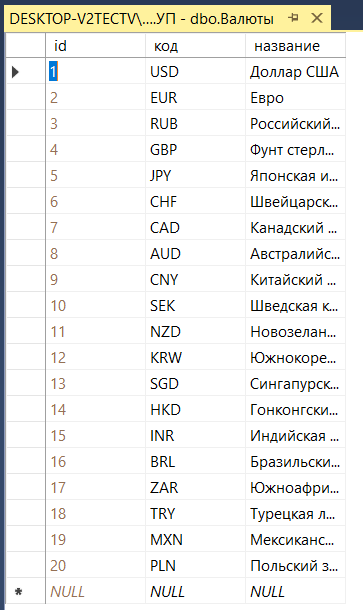 DESKTOP-V2TECTV\....УП - dbo.Валюты
id код название
1 USD Доллар США
2 EUR Евро
3 RUB Российский...
4 GBP Фунт стерл...
5 JPY Японская и...
6 CHF Швейцарск...
7 CAD Канадский ...
8 AUD Австралийс...
9 CNY Китайский ...
10 SEK Шведская к...
11 NZD Новозелан...
12 KRW Южнокоре...
13 SGD Сингапурск...
14 HKD Гонконгски...
15 INR Индийская ...
16 BRL Бразильски...
17 ZAR Южноафри...
18 TRY Турецкая л...
19 MXN Мексиканс...
20 PLN Польский з...
NULL NULL NULL